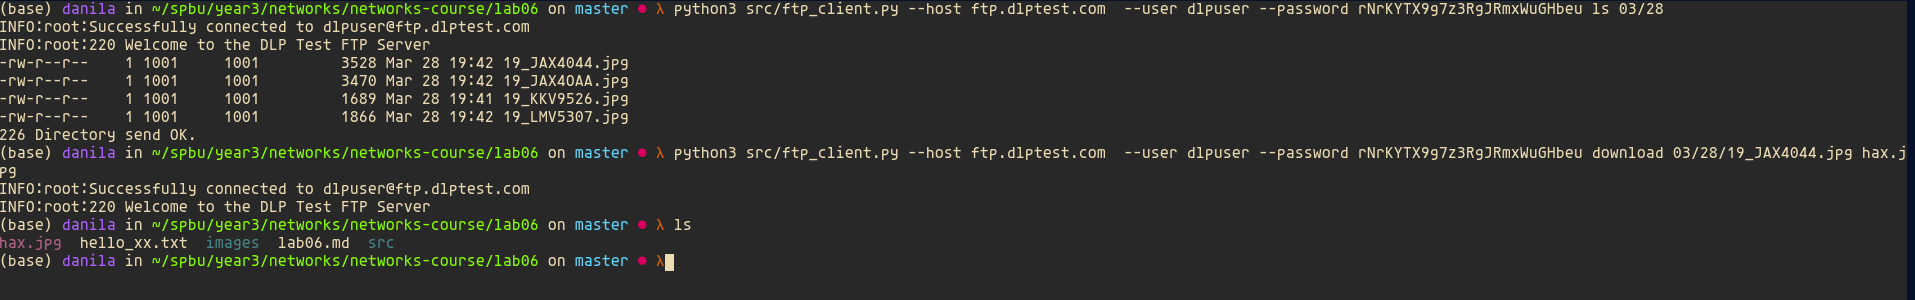 (base) danila in ~/spbu/year3/networks/networks-course/lab06 on master ● λ python3 src/ftp_client.py --host ftp.dlptest.com  --user dlpuser --password rNrKYTX9g7z3RgJRmxWuGHbeu ls 03/28
INFO:root:Successfully connected to dlpuser@ftp.dlptest.com
INFO:root:220 Welcome to the DLP Test FTP Server
-rw-r--r--    1 1001     1001         3528 Mar 28 19:42 19_JAX4044.jpg
-rw-r--r--    1 1001     1001         3470 Mar 28 19:42 19_JAX4OAA.jpg
-rw-r--r--    1 1001     1001         1689 Mar 28 19:41 19_KKV9526.jpg
-rw-r--r--    1 1001     1001         1866 Mar 28 19:42 19_LMV5307.jpg
226 Directory send OK.
(base) danila in ~/spbu/year3/networks/networks-course/lab06 on master ● λ python3 src/ftp_client.py --host ftp.dlptest.com  --user dlpuser --password rNrKYTX9g7z3RgJRmxWuGHbeu download 03/28/19_JAX4044.jpg hax.j
pg
INFO:root:Successfully connected to dlpuser@ftp.dlptest.com
INFO:root:220 Welcome to the DLP Test FTP Server
(base) danila in ~/spbu/year3/networks/networks-course/lab06 on master ● λ ls
hax.jpg  hello_xx.txt  images  lab06.md  src
(base) danila in ~/spbu/year3/networks/networks-course/lab06 on master ● λ